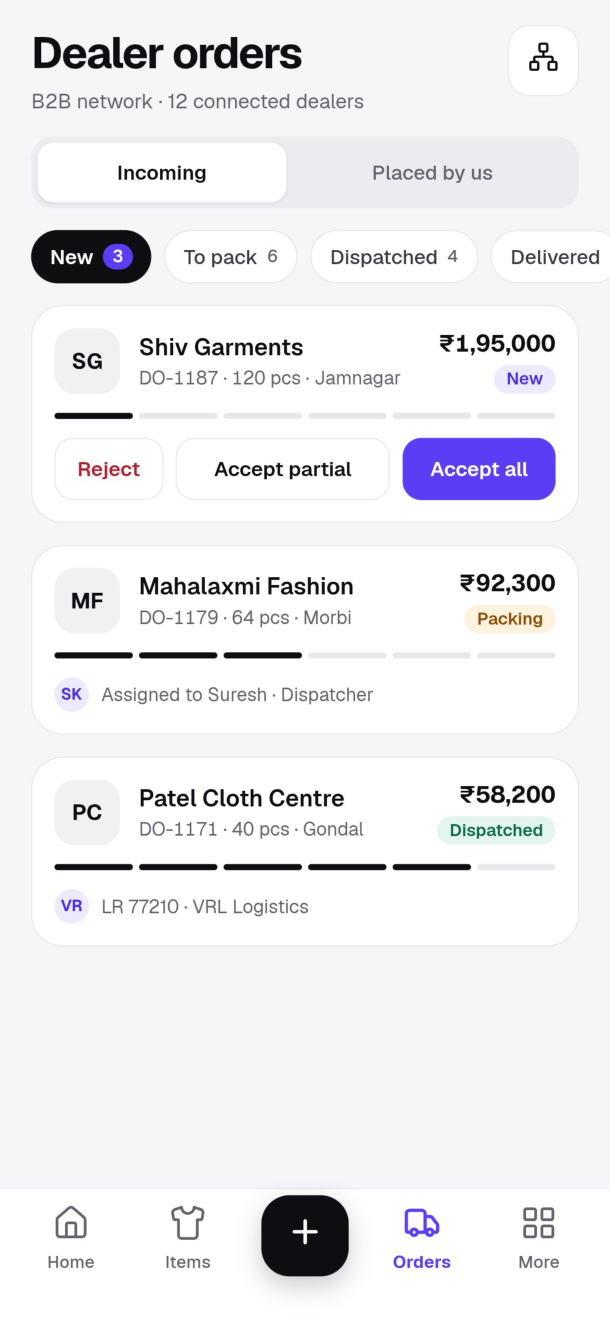 Dealer orders
B2B network · 12 connected dealers
Incoming
Placed by us
New 3
To pack 6
Dispatched 4
Delivered
SG
Shiv Garments
₹1,95,000
DO-1187 · 120 pcs · Jamnagar
New
Reject
Accept partial
Accept all
MF
Mahalaxmi Fashion
₹92,300
DO-1179 · 64 pcs · Morbi
Packing
SK
Assigned to Suresh · Dispatcher
PC
Patel Cloth Centre
₹58,200
DO-1171 · 40 pcs · Gondal
Dispatched
VR
LR 77210 · VRL Logistics
Home
Items
+
Orders
More